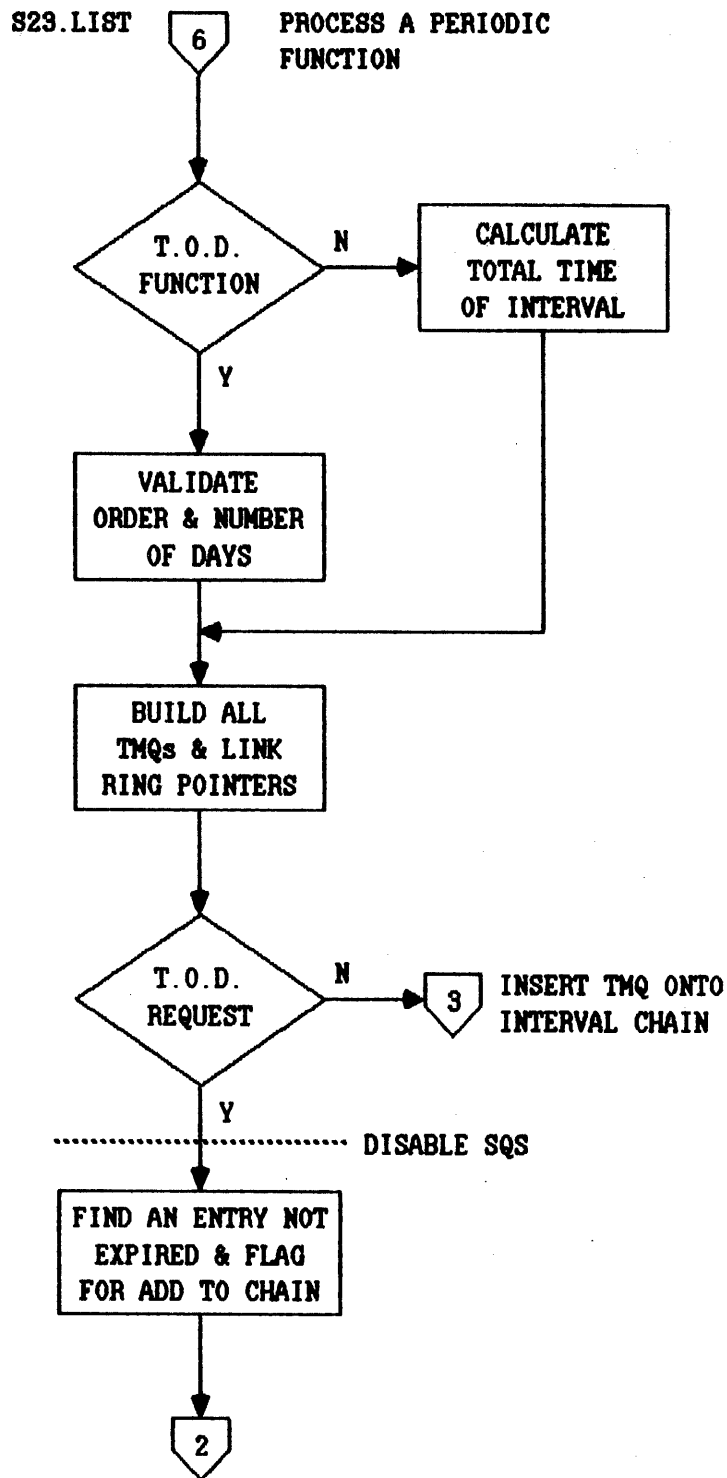 S23.LIST
6
PROCESS A PERIODIC
FUNCTION
T.O.D.
FUNCTION
N
CALCULATE
TOTAL TIME
OF INTERVAL
Y
VALIDATE
ORDER & NUMBER
OF DAYS
BUILD ALL
TMQs & LINK
RING POINTERS
T.O.D.
REQUEST
N
3
INSERT TMQ ONTO
INTERVAL CHAIN
Y
DISABLE SQS
FIND AN ENTRY NOT
EXPIRED & FLAG
FOR ADD TO CHAIN
2